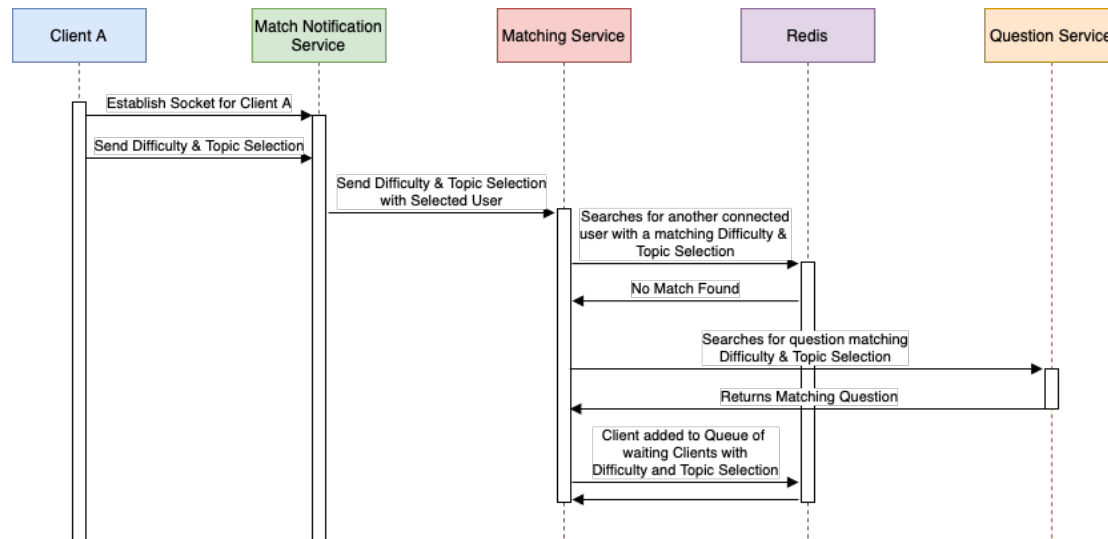 Client A
Match Notification
Service
Matching Service
Redis
Question Service
Establish Socket for Client A
Send Difficulty & Topic Selection
Send Difficulty & Topic Selection
with Selected User
Searches for another connected
user with a matching Difficulty &
Topic Selection
No Match Found
Searches for question matching
Difficulty & Topic Selection
Returns Matching Question
Client added to Queue of
waiting Clients with
Difficulty and Topic Selection